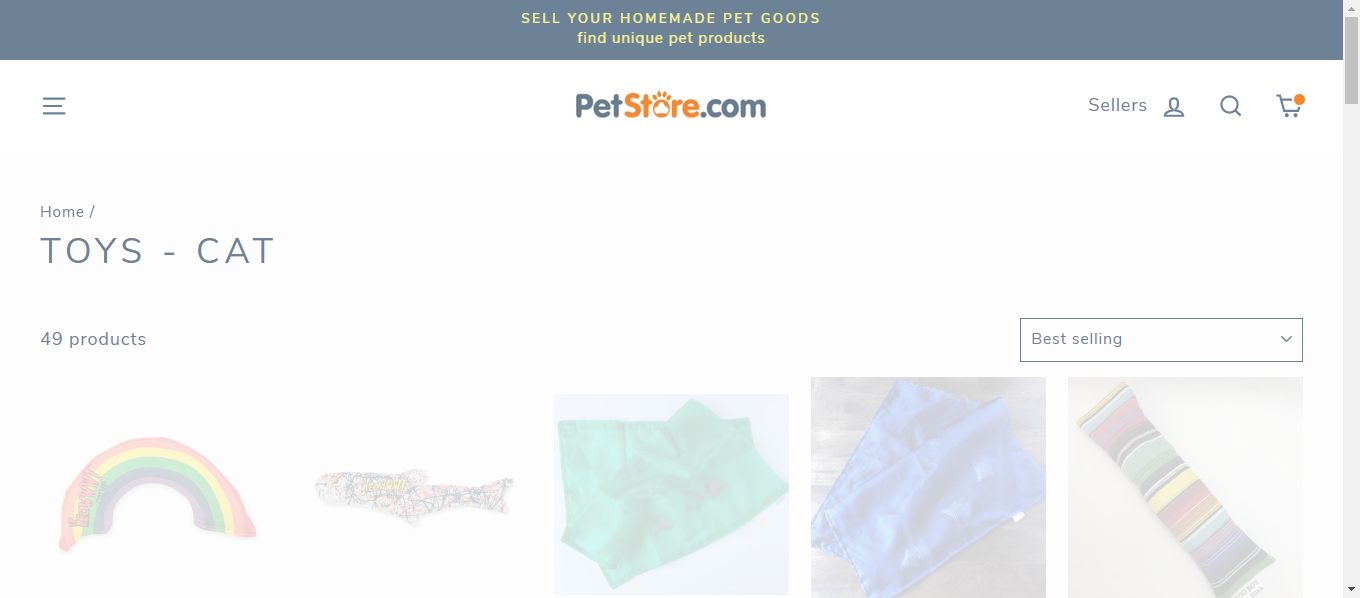 SELL YOUR HOMEMADE PET GOODS
find unique pet products
PetStore.com
Sellers
Home /
TOYS - CAT
49 products
Best selling